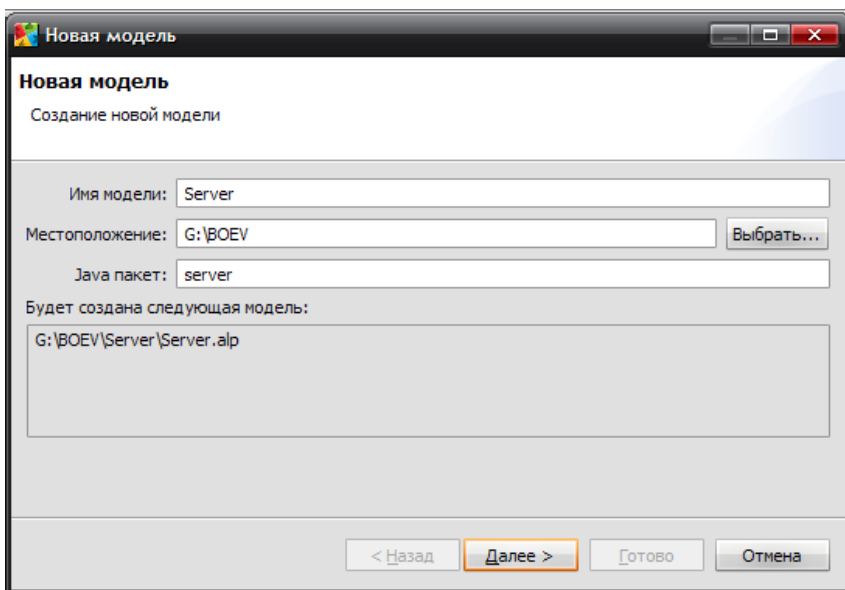 Новая модель
Новая модель
Создание новой модели
Имя модели: Server
Местоположение: G:\BOEV Выбрать...
Java пакет: server
Будет создана следующая модель:
G:\BOEV\Server\Server.alp
< Назад Далее > Готово Отмена